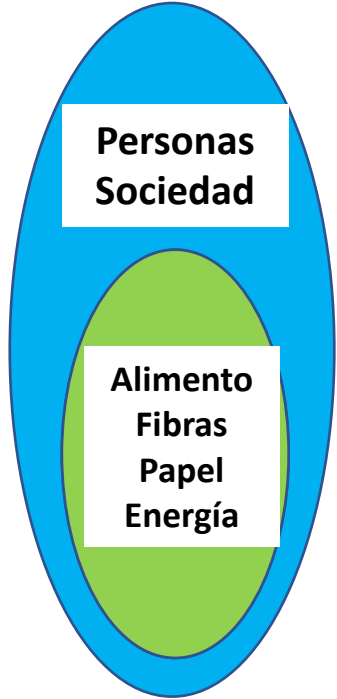 Personas
Sociedad
Alimento
Fibras
Papel
Energía